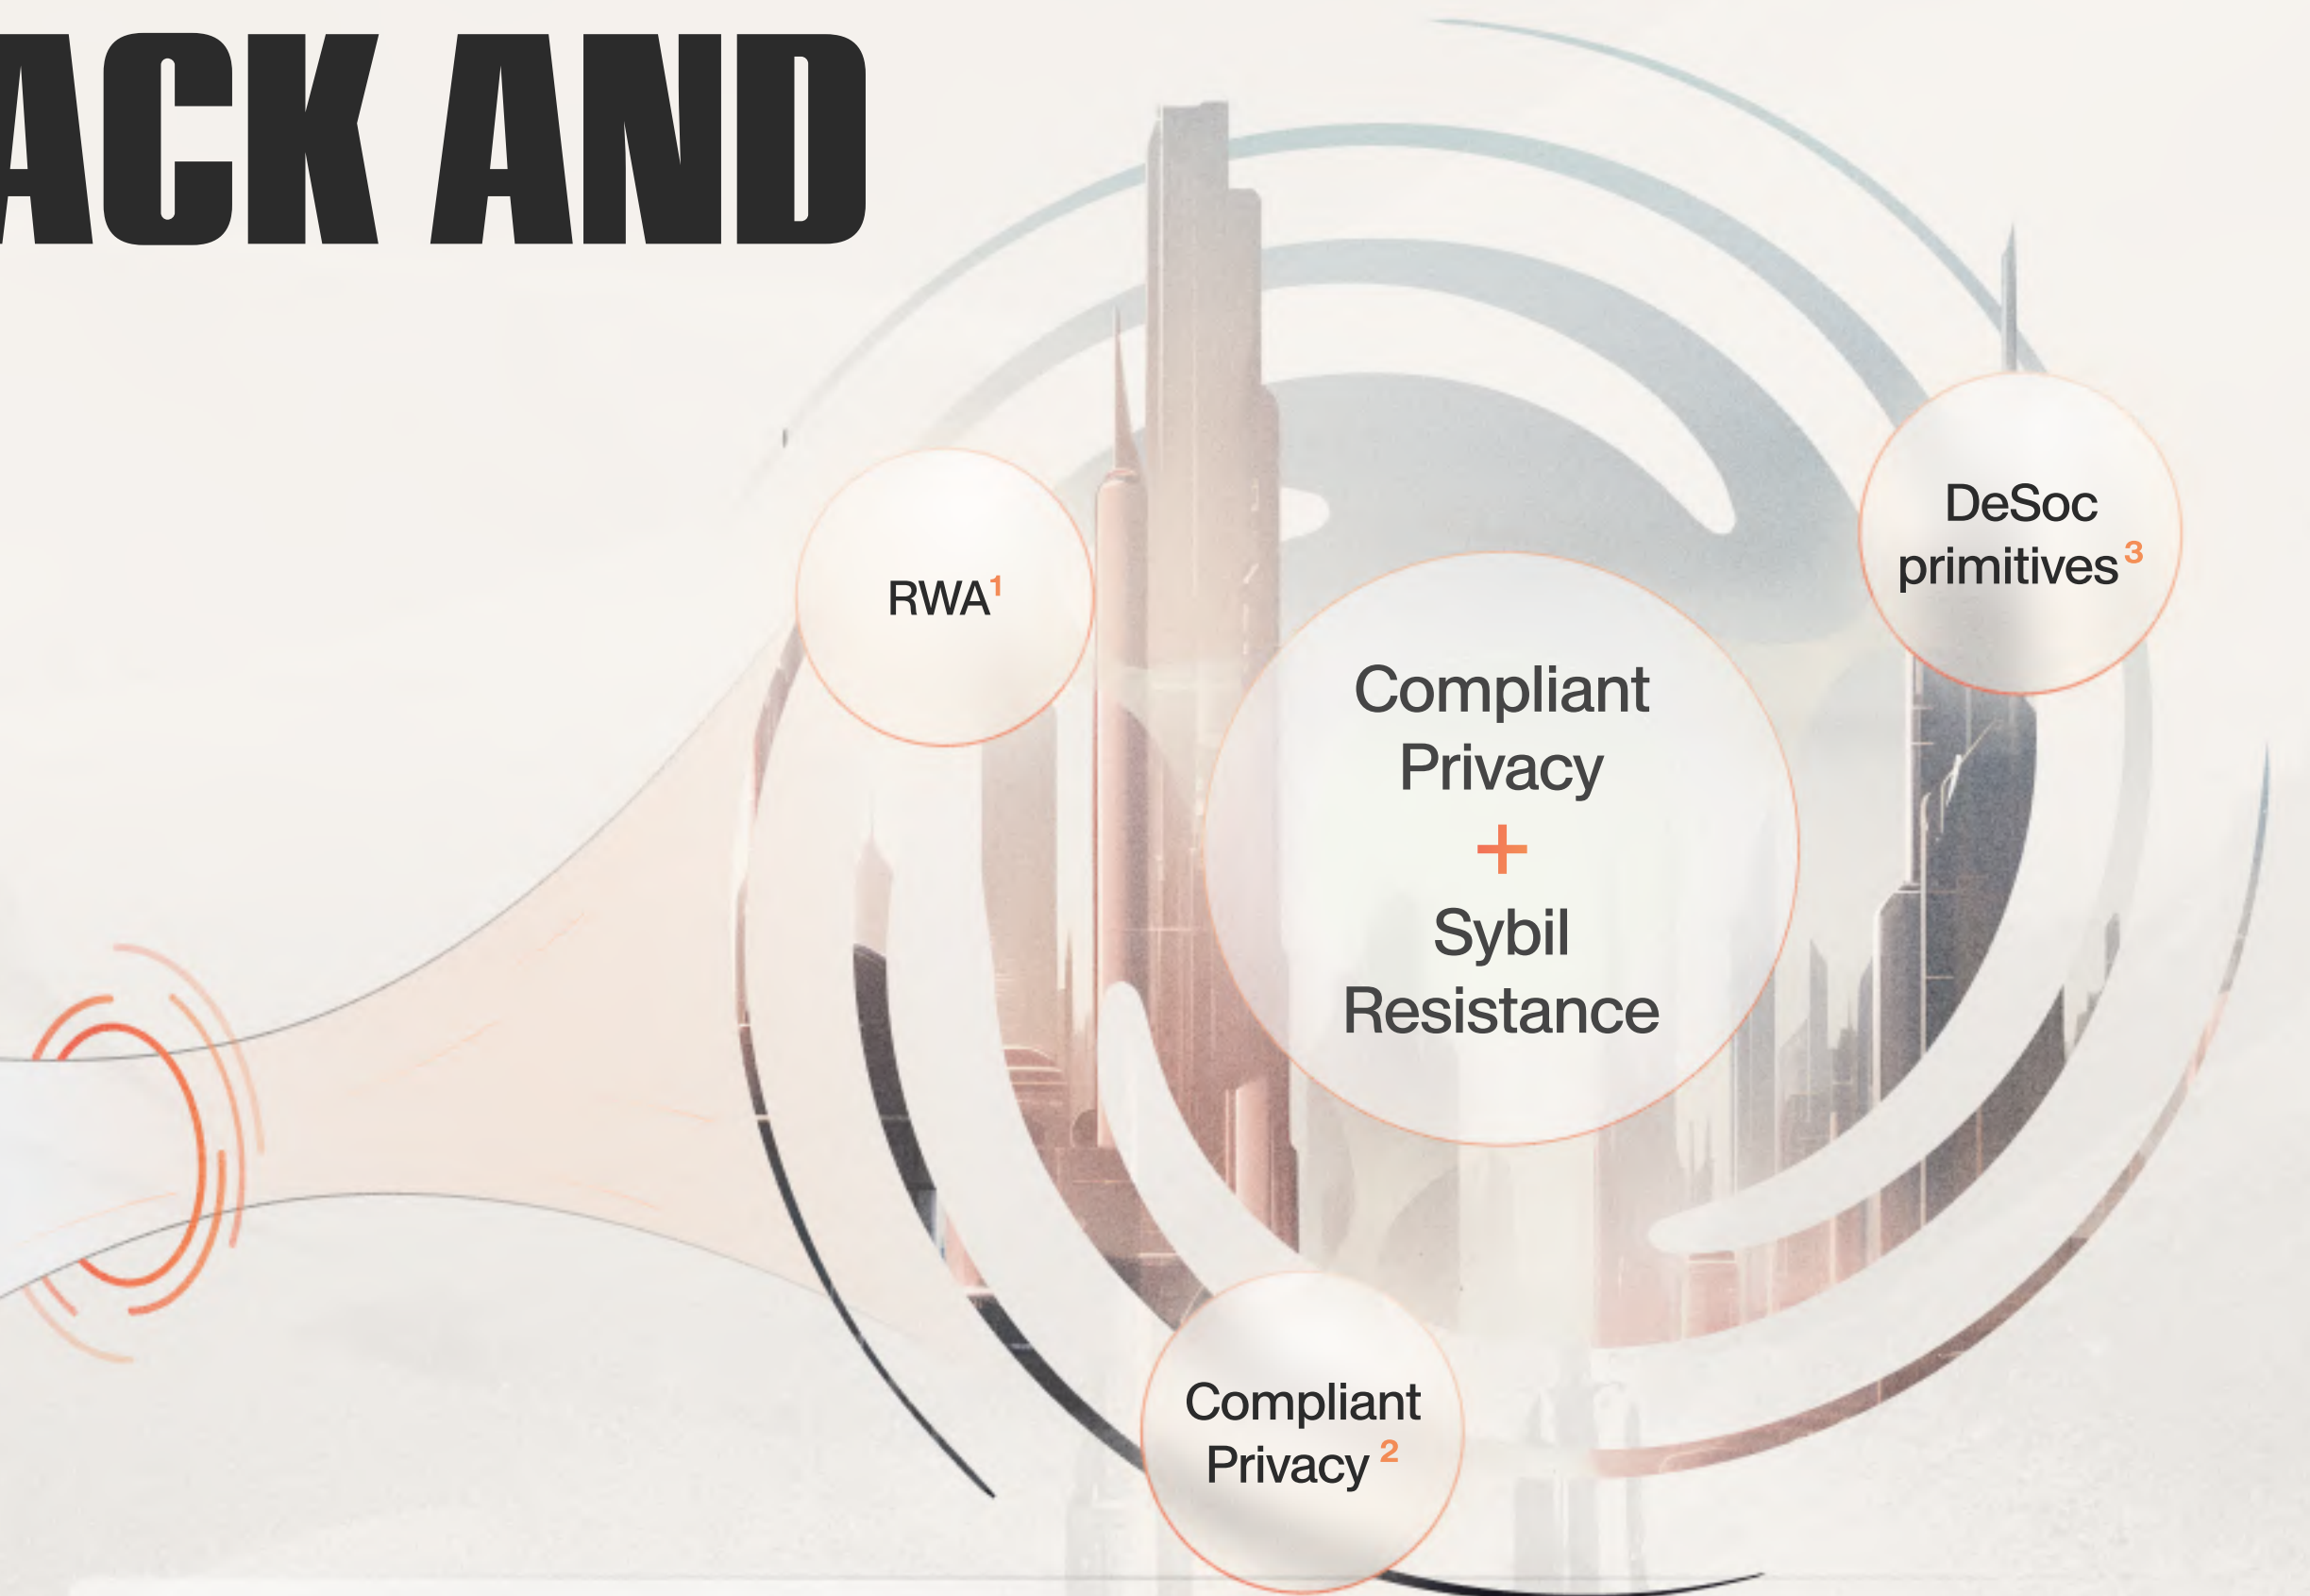 ACK AND
RWA1
DeSoc
primitives3
Compliant
Privacy
+
Sybil
Resistance
Compliant
Privacy 2